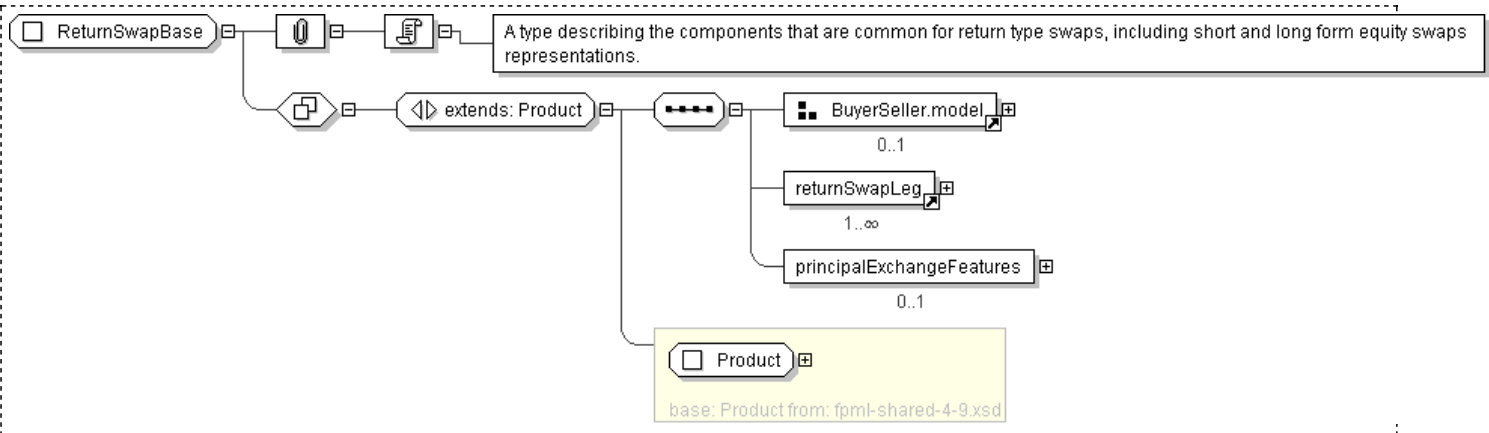 ReturnSwapBase
A type describing the components that are common for return type swaps, including short and long form equity swaps
representations.
extends: Product
BuyerSeller.model
0..1
returnSwapLeg
1..∞
principalExchangeFeatures
0..1
Product
base: Product from: fpml-shared-4-9.xsd